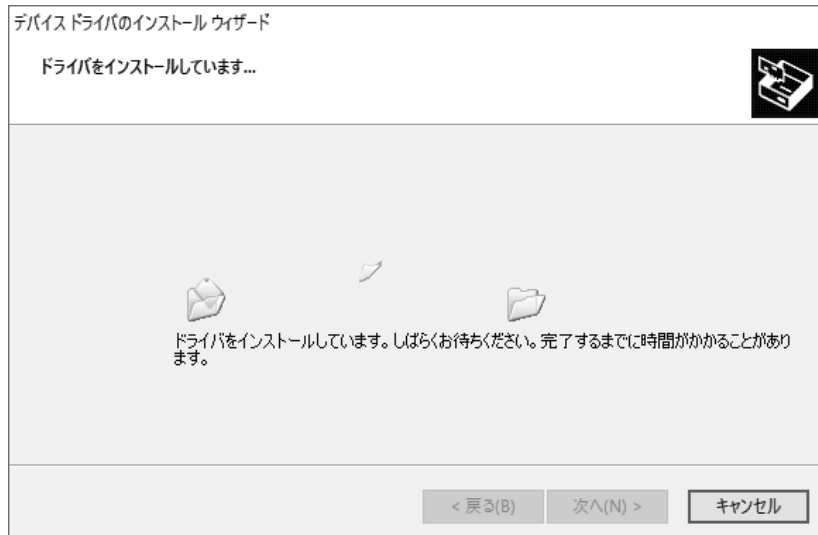 デバイス ドライバのインストール ウィザード
ドライバをインストールしています...
ドライバをインストールしています。しばらくお待ちください。完了するまでに時間がかかることがあり
ます。
< 戻る(B)
次へ(N) >
キャンセル